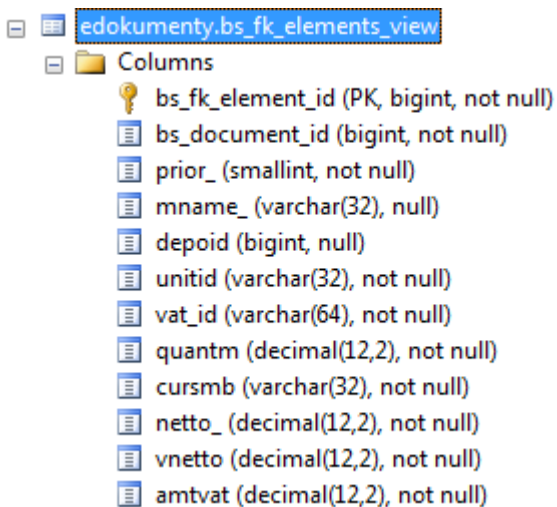 edokumenty.bs_fk_elements_view
Columns
bs_fk_element_id (PK, bigint, not null)
bs_document_id (bigint, not null)
prior_ (smallint, not null)
mname_ (varchar(32), null)
depoid (bigint, null)
unitid (varchar(32), not null)
vat_id (varchar(64), not null)
quantm (decimal(12,2), not null)
cursmb (varchar(32), not null)
netto_ (decimal(12,2), not null)
vnetto (decimal(12,2), not null)
amtvat (decimal(12,2), not null)